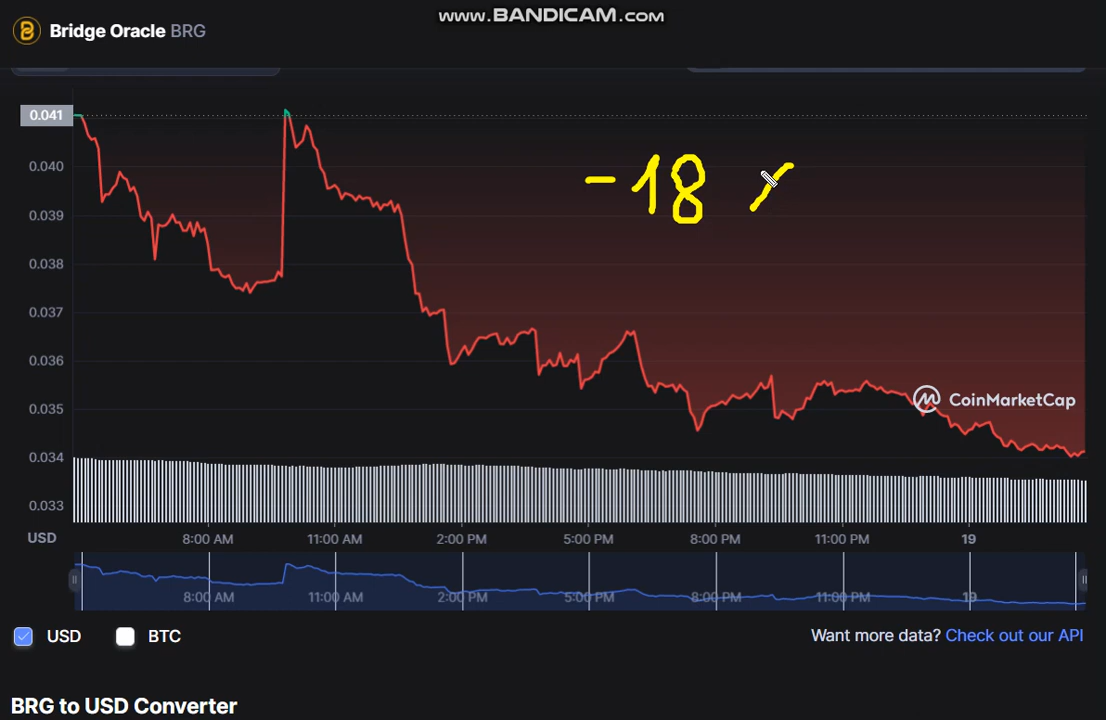 www.BANDICAM.com
Bridge Oracle BRG
0.041
-18
0.040
0.039
0.038
0.037
0.036
0.035
CoinMarketCap
0.034
0.033
USD 8:00 AM 11:00 AM 2:00 PM 5:00 PM 8:00 PM 11:00 PM 19
8:00 AM 11:00 AM 2:00 PM 5:00 PM 8:00 PM 11:00 PM 19
USD BTC Want more data? Check out our API
BRG to USD Converter